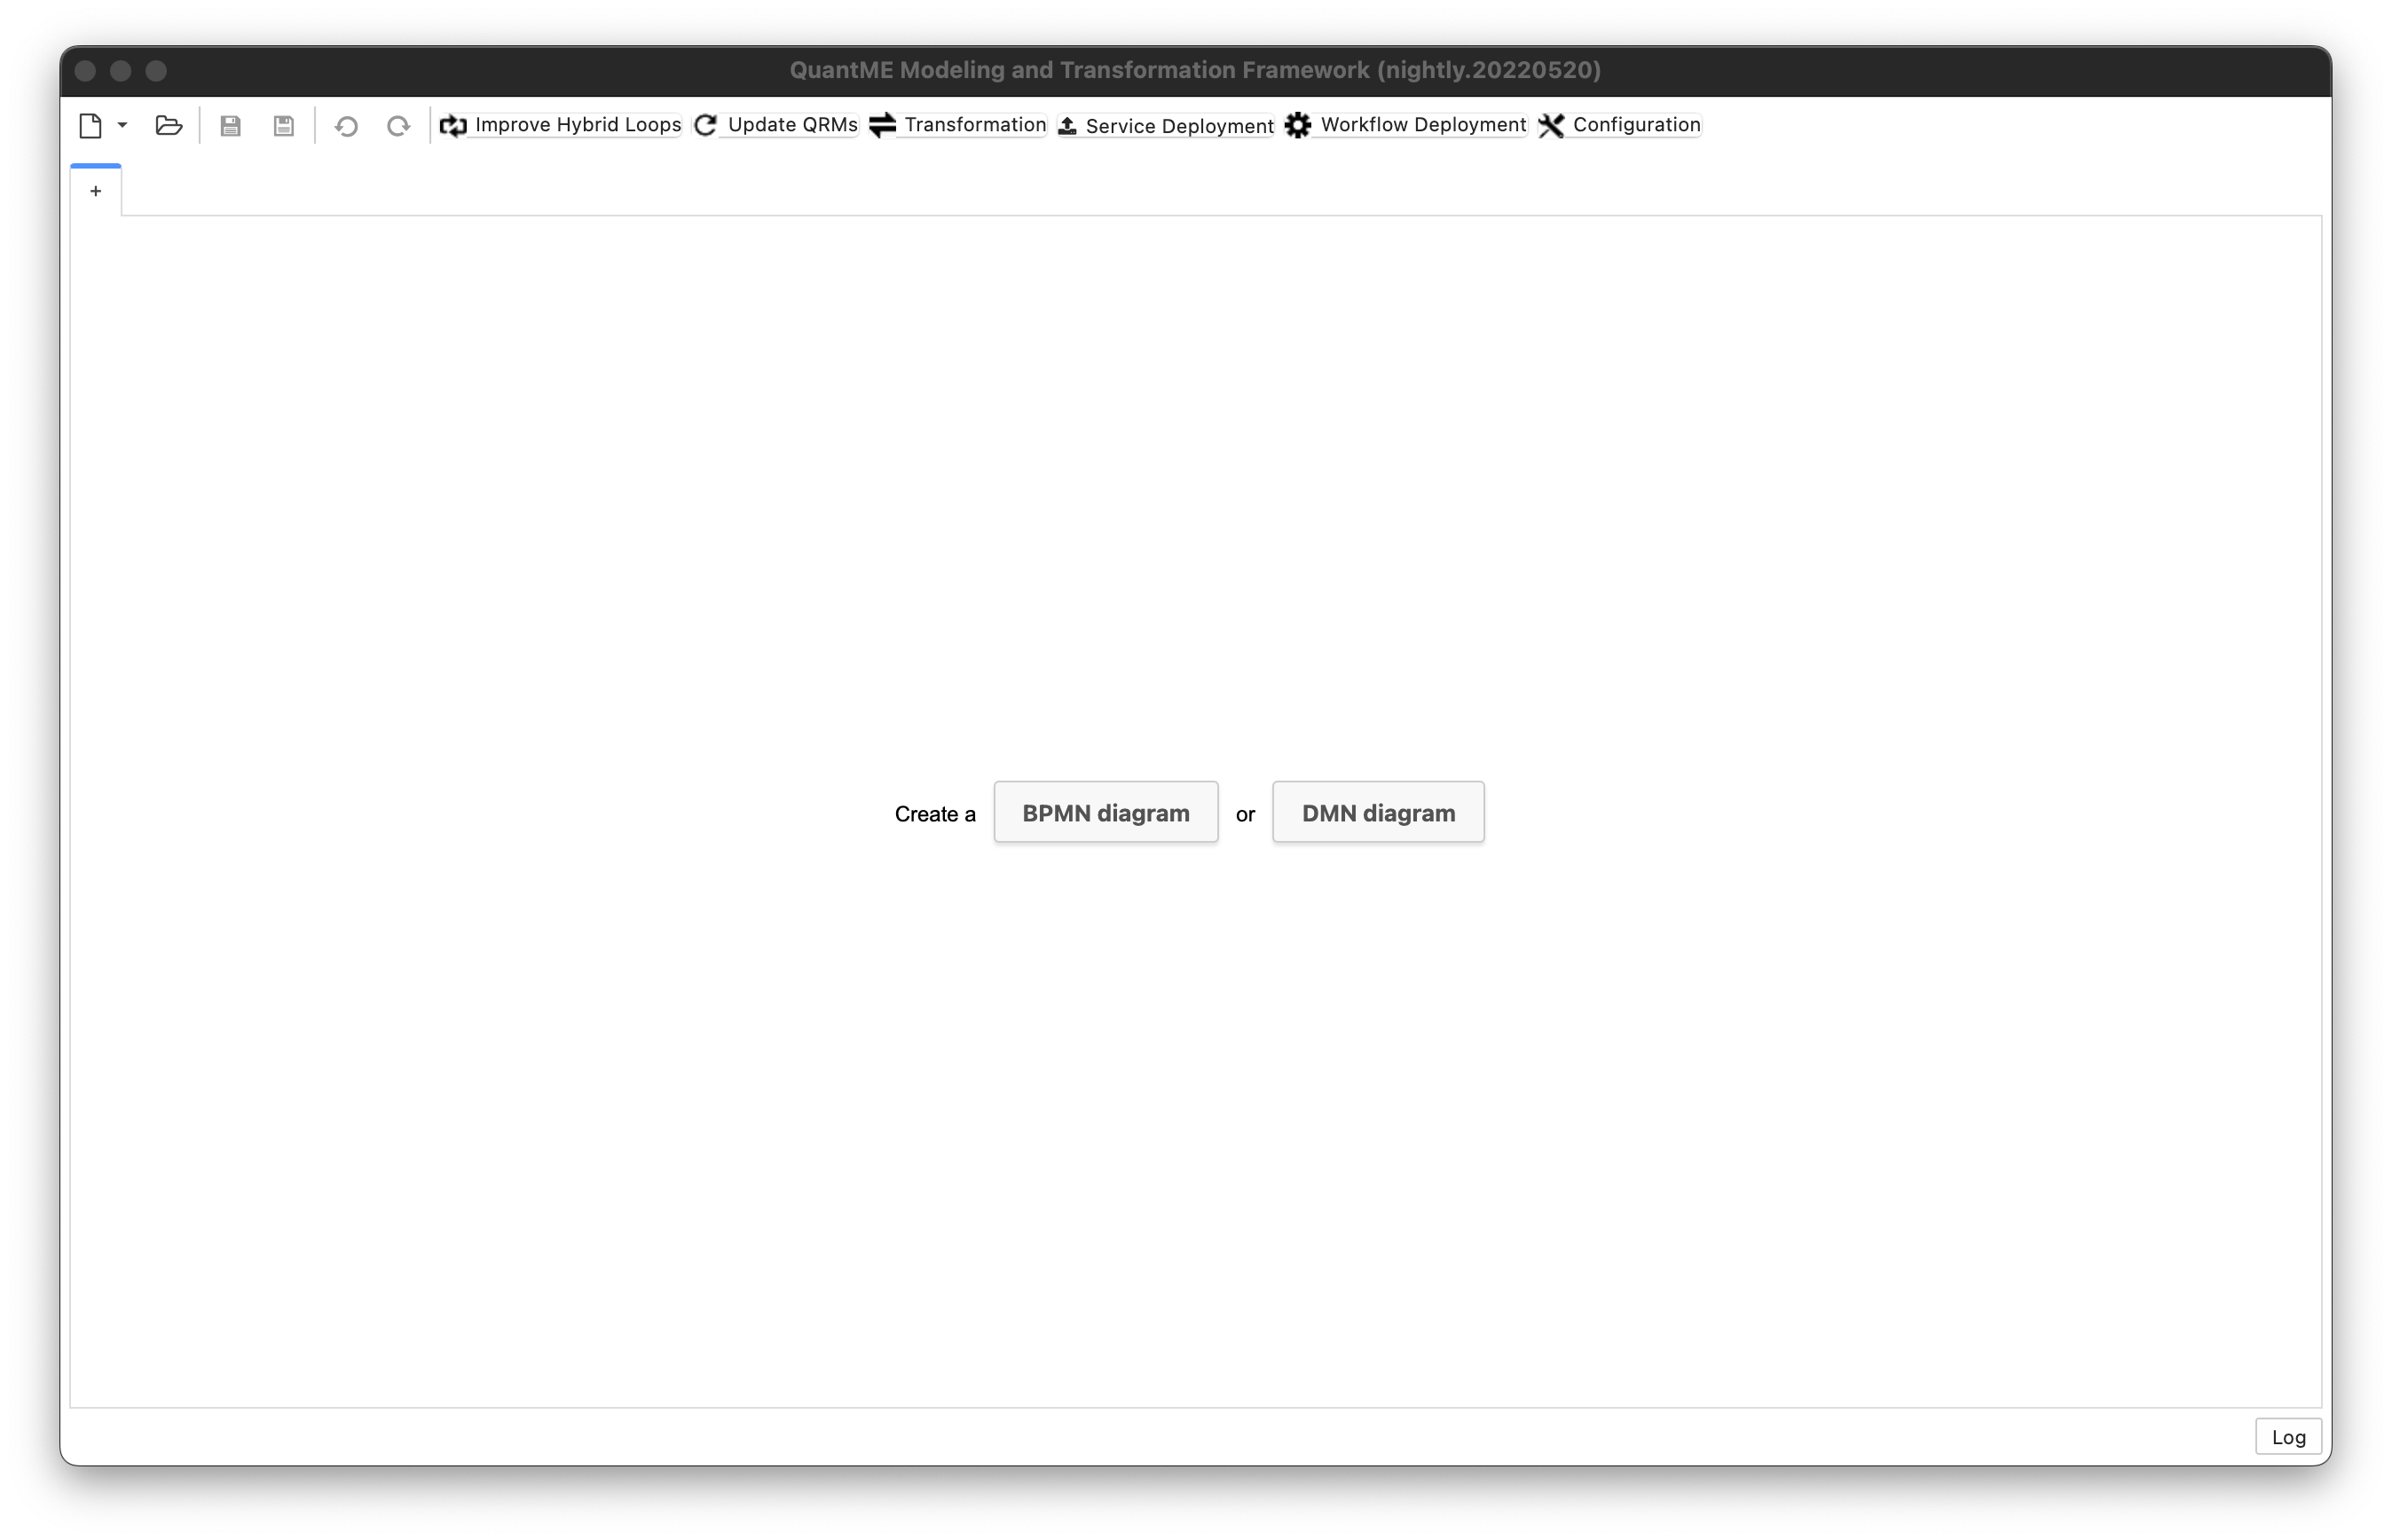 QuantME Modeling and Transformation Framework (nightly.20220520)
Improve Hybrid Loops Update QRMs Transformation Service Deployment Workflow Deployment Configuration
+
Create a BPMN diagram or DMN diagram
Log